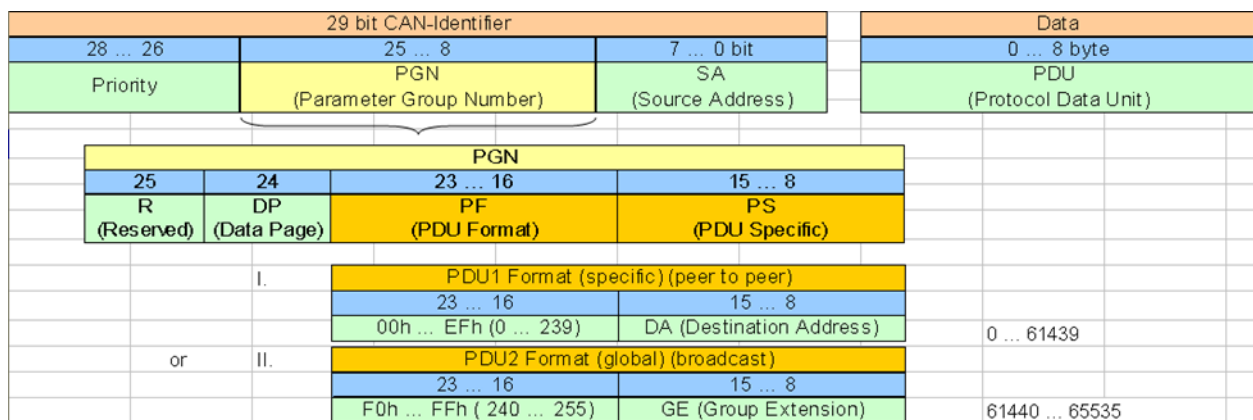 29 bit CAN-Identifier
Data
28 ... 26
25 ... 8
7 ... 0 bit
0 ... 8 byte
Priority
PGN
(Parameter Group Number)
SA
(Source Address)
PDU
(Protocol Data Unit)
PGN
25
24
23 ... 16
15 ... 8
R
(Reserved)
DP
(Data Page)
PF
(PDU Format)
PS
(PDU Specific)
I.
PDU1 Format (specific) (peer to peer)
23 ... 16
15 ... 8
00h ... EFh (0 ... 239)
DA (Destination Address)
0 ... 61439
or
II.
PDU2 Format (global) (broadcast)
23 ... 16
15 ... 8
F0h ... FFh ( 240 ... 255)
GE (Group Extension)
61440 ... 65535